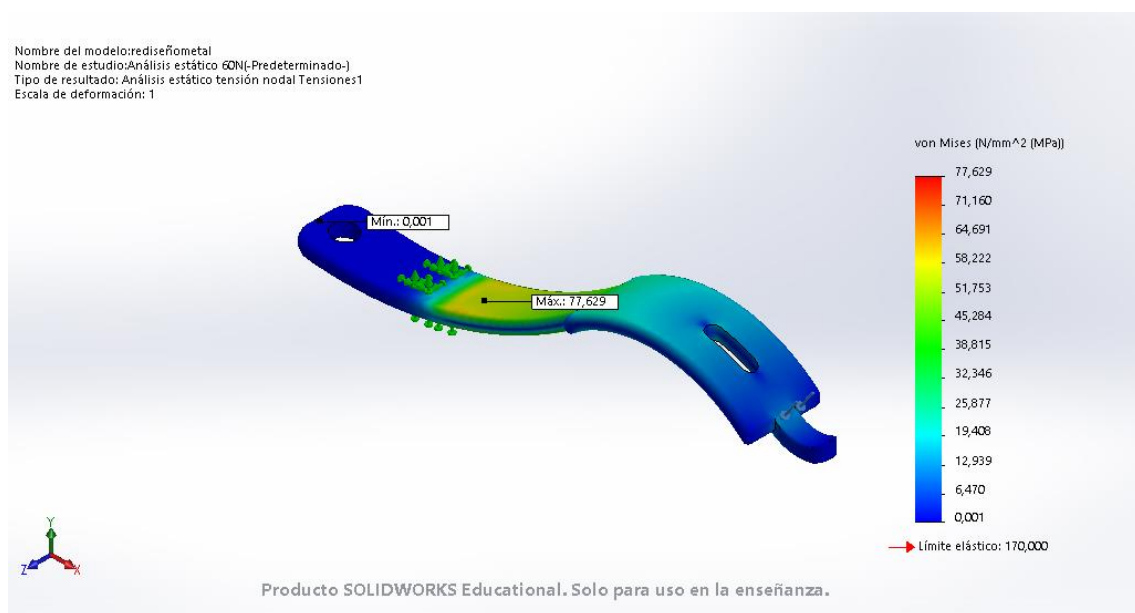 Nombre del modelo:rediseñometal
Nombre de estudio:Análisis estático 60N(-Predeterminado-)
Tipo de resultado: Análisis estático tensión nodal Tensiones1
Escala de deformación: 1
von Mises (N/mm^2 (MPa))
77,629
71,160
64,691
58,222
51,753
45,284
38,815
32,346
25,877
19,408
12,939
6,470
0,001
Límite elástico: 170,000
Mín.: 0,001
Máx.: 77,629
Y
Z
X
Producto SOLIDWORKS Educational. Solo para uso en la enseñanza.